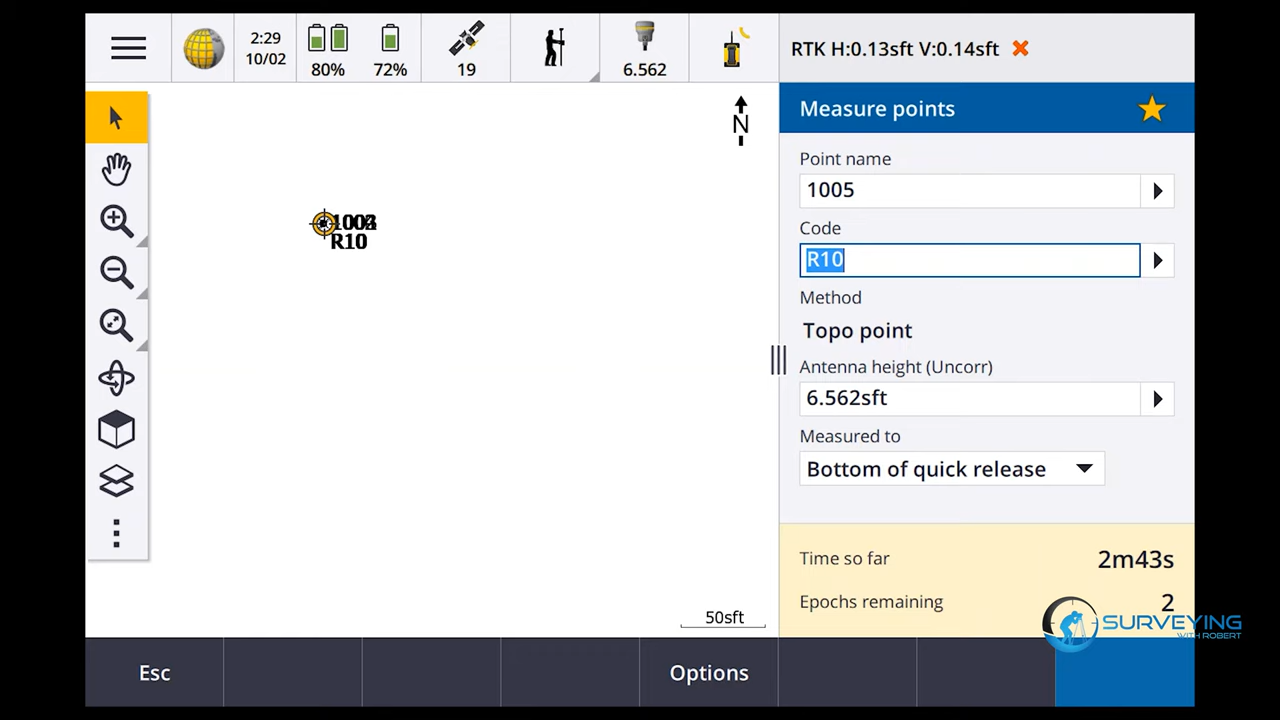 2:29
10/02
80%
72%
19
6.562
RTK H:0.13sft V:0.14sft
N
R10
Measure points
Point name
1005
Code
R10
Method
Topo point
Antenna height (Uncorr)
6.562sft
Measured to
Bottom of quick release
Time so far
2m43s
Epochs remaining
2
50sft
SURVEYING
WITH ROBERT
Esc
Options